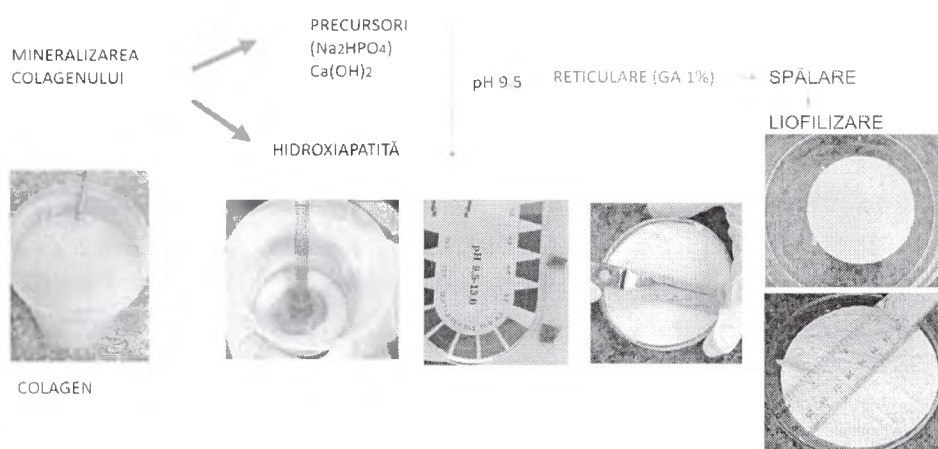 MINERALIZAREA
COLAGENULUI
PRECURSORI
(Na2HPO4)
Ca(OH)2
HIDROXIAPATITĂ
pH 9.5
RETICULARE (GA 1%)
SPĂLARE
LIOFILIZARE
COLAGEN
pH 9.5-13.0